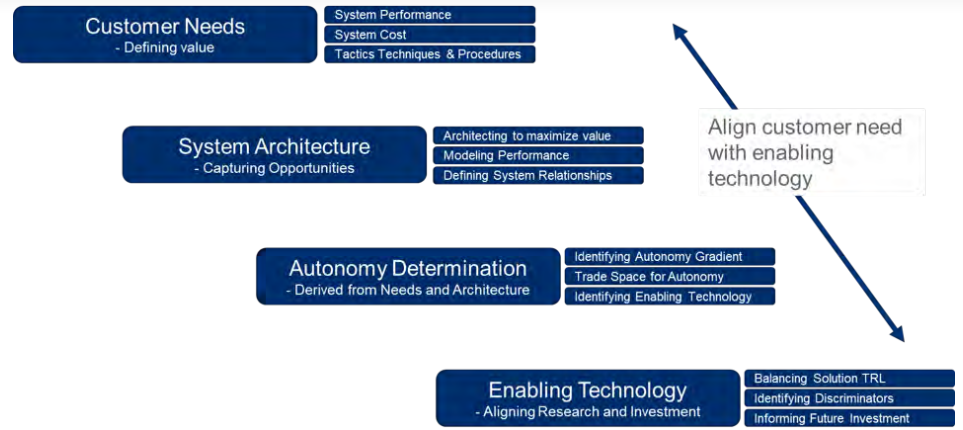 Customer Needs
- Defining value
System Performance
System Cost
Tactics Techniques & Procedures
System Architecture
- Capturing Opportunities
Architecting to maximize value
Modeling Performance
Defining System Relationships
Align customer need
with enabling
technology
Autonomy Determination
- Derived from Needs and Architecture
Identifying Autonomy Gradient
Trade Space for Autonomy
Identifying Enabling Technology
Enabling Technology
- Aligning Research and Investment
Balancing Solution TRL
Identifying Discriminators
Informing Future Investment